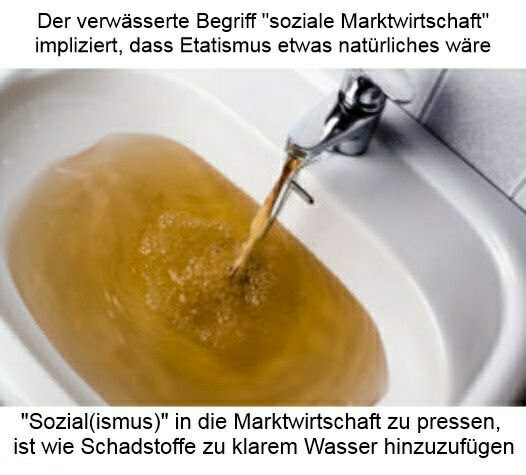 Der verwässerte Begriff "soziale Marktwirtschaft"
impliziert, dass Etatismus etwas natürliches wäre
"Sozial(ismus)" in die Marktwirtschaft zu pressen,
ist wie Schadstoffe zu klarem Wasser hinzuzufügen